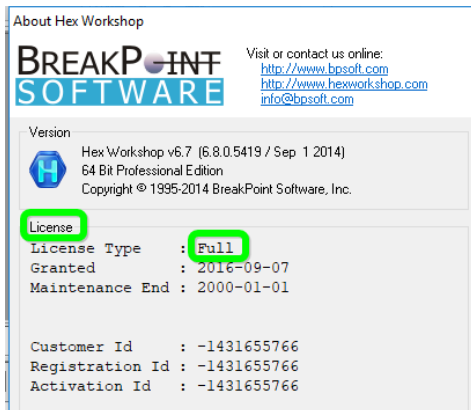 About Hex Workshop
BREAKPOINT
SOFTWARE
Visit or contact us online:
http://www.bpsoft.com
http://www.hexworkshop.com
info@bpsoft.com
Version
Hex Workshop v6.7 (6.8.0.5419 / Sep 1 2014)
64 Bit Professional Edition
Copyright © 1995-2014 BreakPoint Software, Inc.
License
License Type : Full
Granted : 2016-09-07
Maintenance End : 2000-01-01
Customer Id : -1431655766
Registration Id : -1431655766
Activation Id : -1431655766